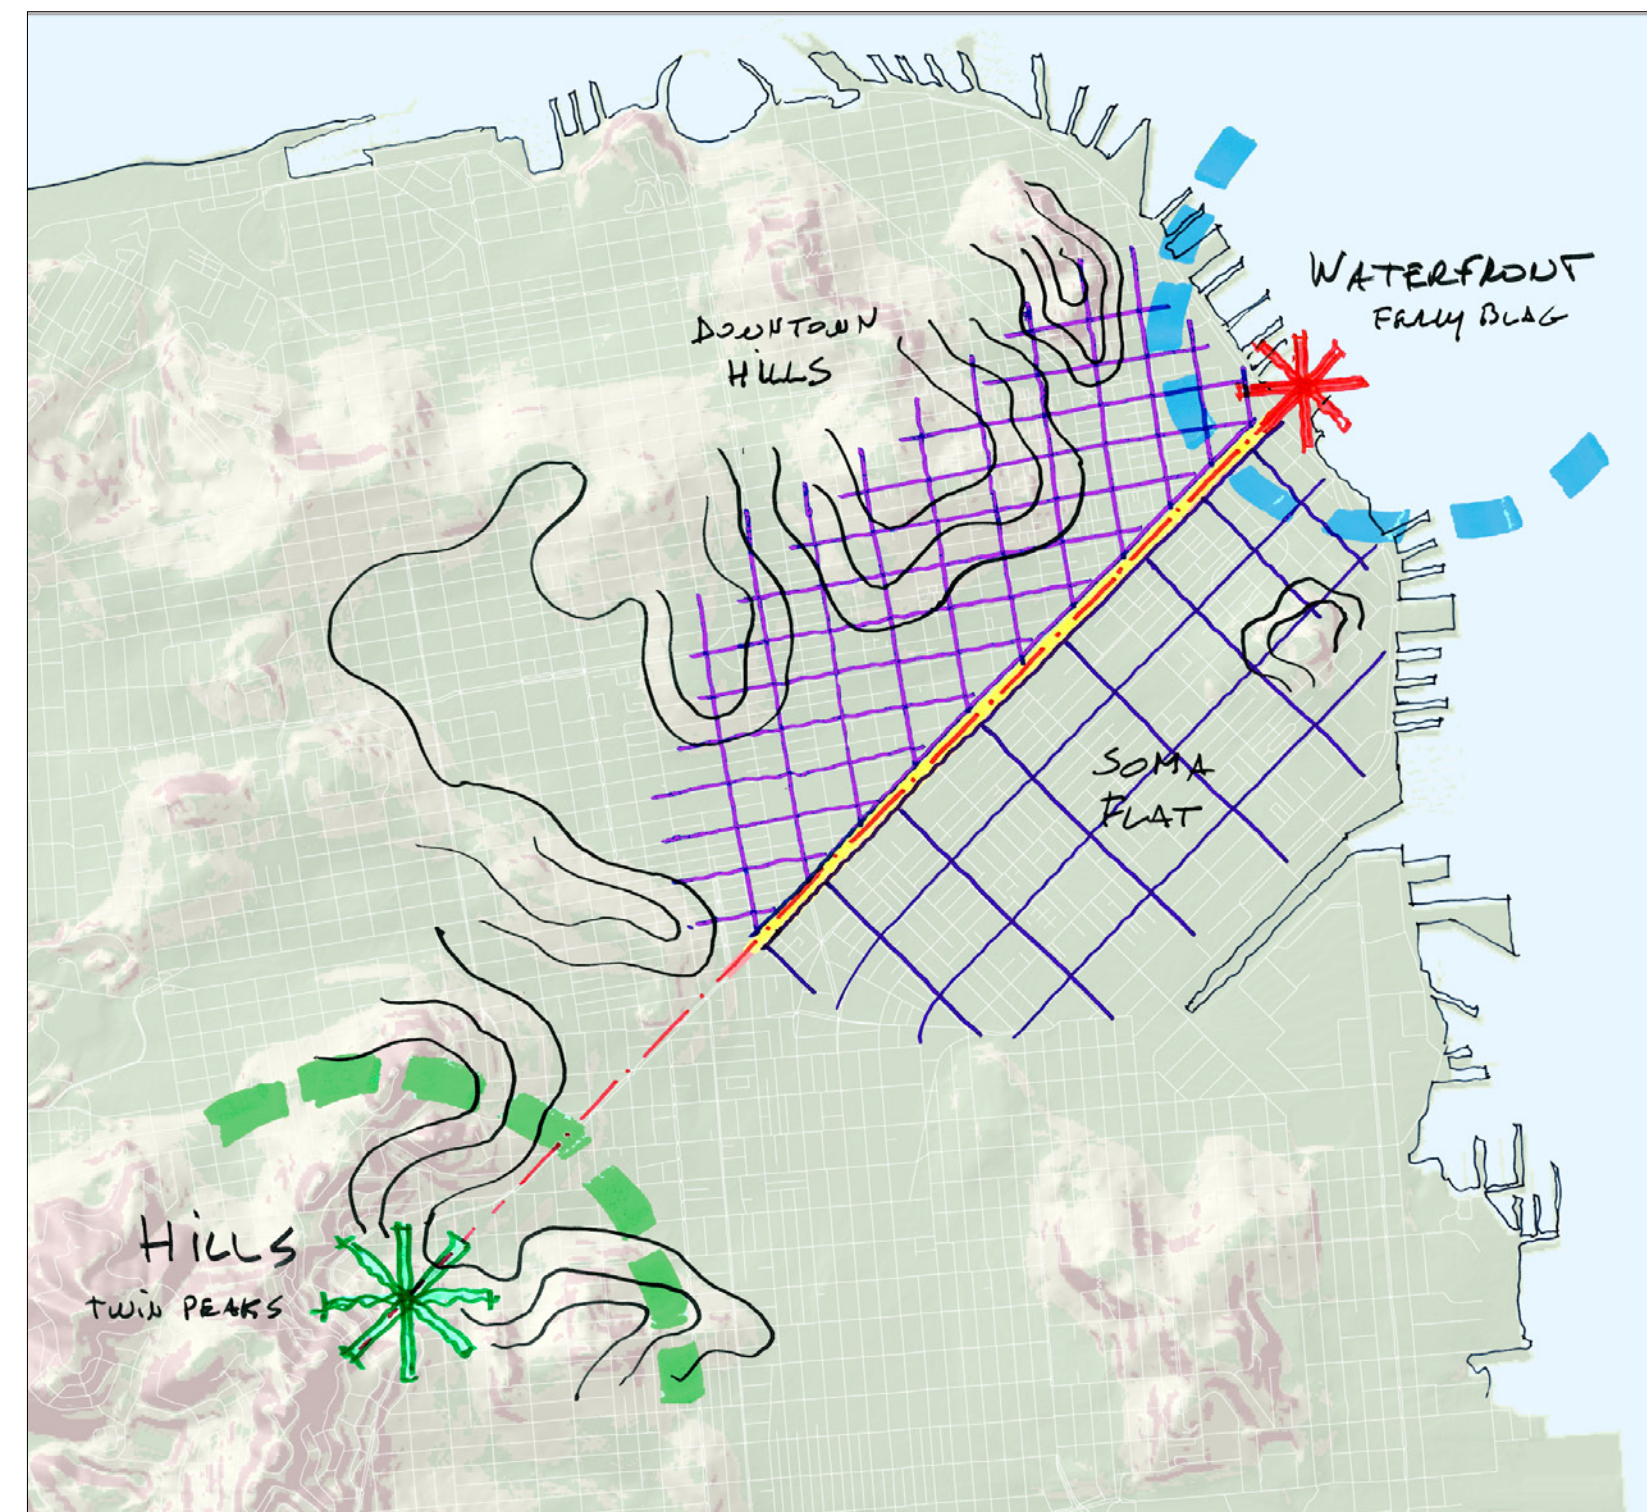 DOWNTOWN
HILLS
WATERFRONT
FERRY BLDG
SOMA
FLAT
HILLS
TWIN PEAKS